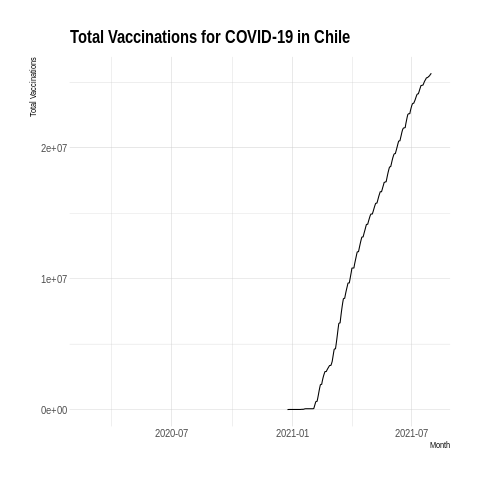 Total Vaccinations for COVID-19 in Chile
Total Vaccinations
2e+07
1e+07
0e+00
2020-07
2021-01
2021-07
Month